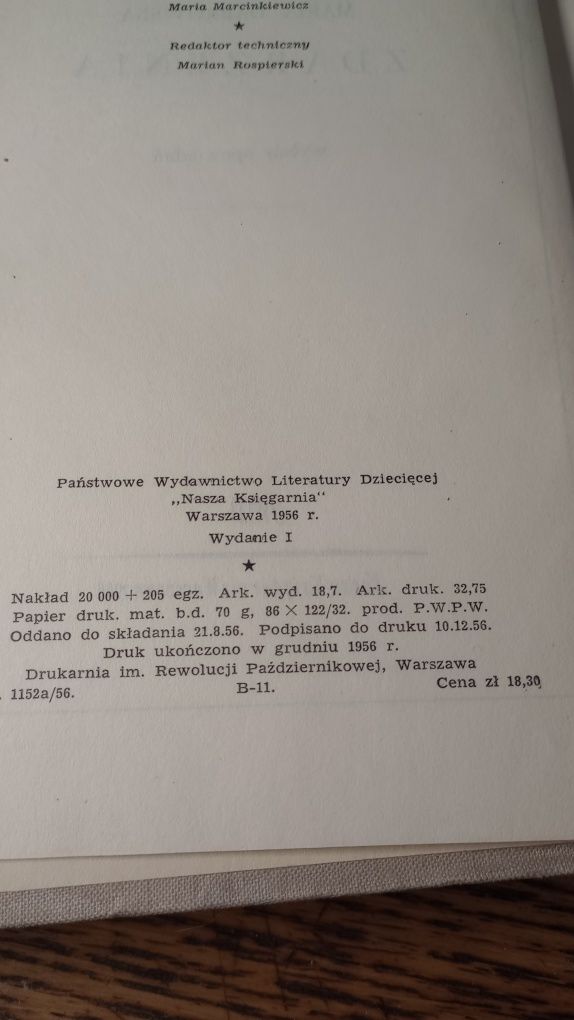 Maria Marcinkiewicz
★
Redaktor techniczny
Marian Rospierski
Państwowe Wydawnictwo Literatury Dziecięcej
„Nasza Księgarnia"
Warszawa 1956 r.
Wydanie I
★
Nakład 20 000 + 205 egz. Ark. wyd. 18,7. Ark. druk. 32,75
Papier druk. mat. b.d. 70 g, 86 × 122/32. prod. P.W.P.W.
Oddano do składania 21.8.56. Podpisano do druku 10.12.56.
Druk ukończono w grudniu 1956 r.
Drukarnia im. Rewolucji Październikowej, Warszawa
1152a/56. B-11. Cena zł 18,30